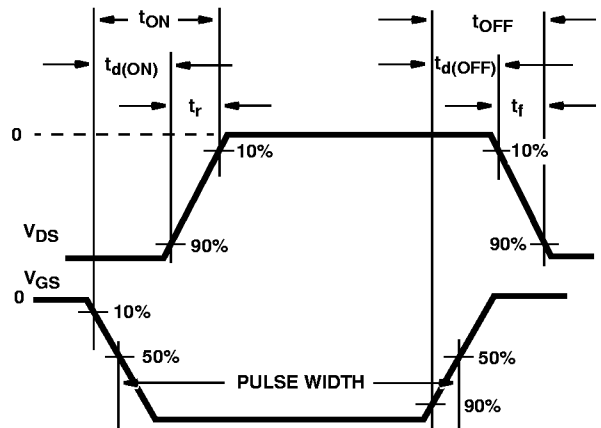 tON tOFF
td(ON) td(OFF)
tr tf
0
10% 10%
VDS
90% 90%
VGS
0
10%
50% 50%
PULSE WIDTH
90%